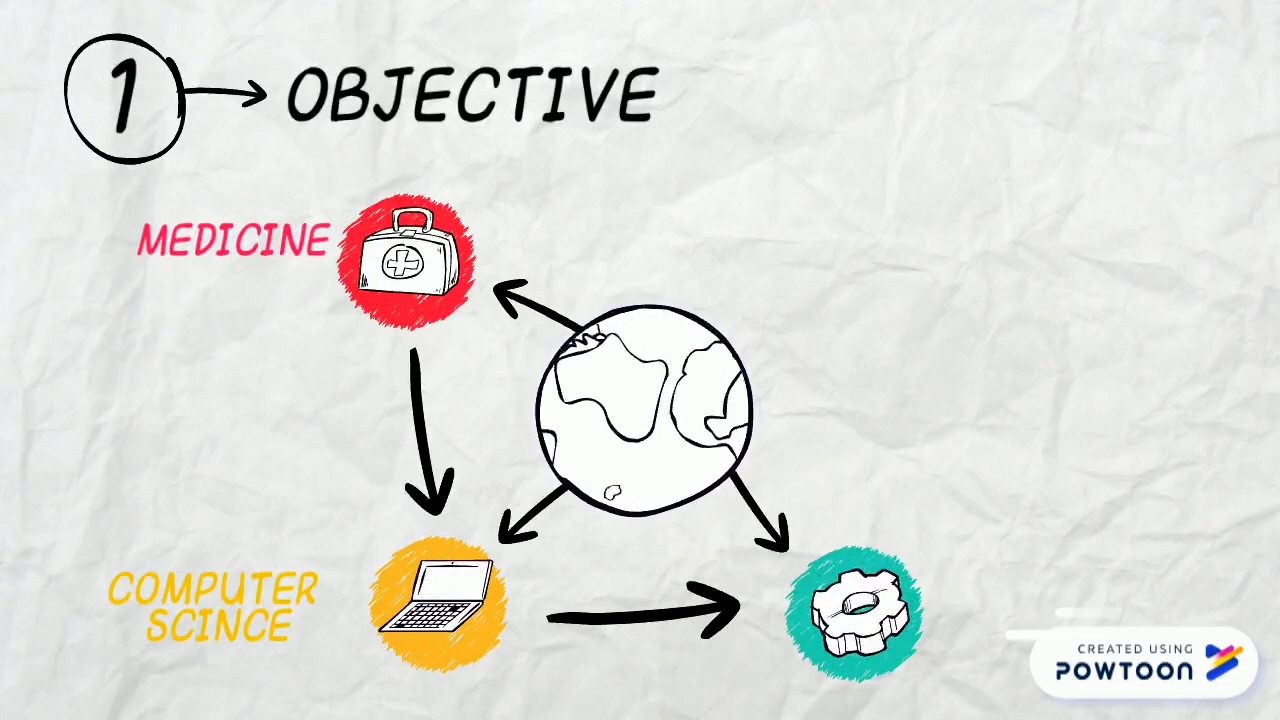 1 OBJECTIVE
MEDICINE
COMPUTER
SCINCE
CREATED USING
POWTOON